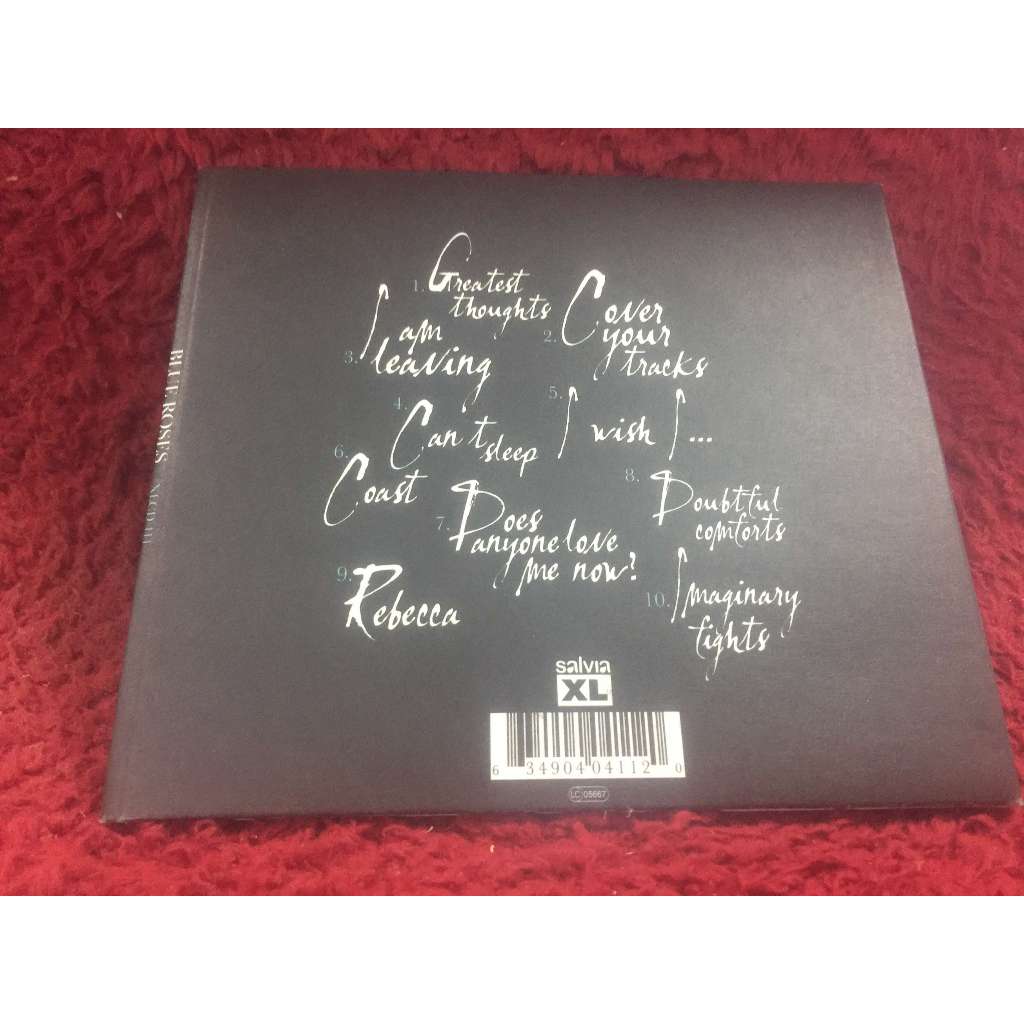 1. Greatest
thoughts
2. Cover
your
tracks
3. I am
leaving
4. Can t
sleep
5. I wish I...
6. Coast
7. Does
anyone love
me now?
8. Doubtful
comforts
9. Rebecca
10. Imaginary
fights
salvia
XL
6 34904 04112 0
LC 05667
BLUE ROSES